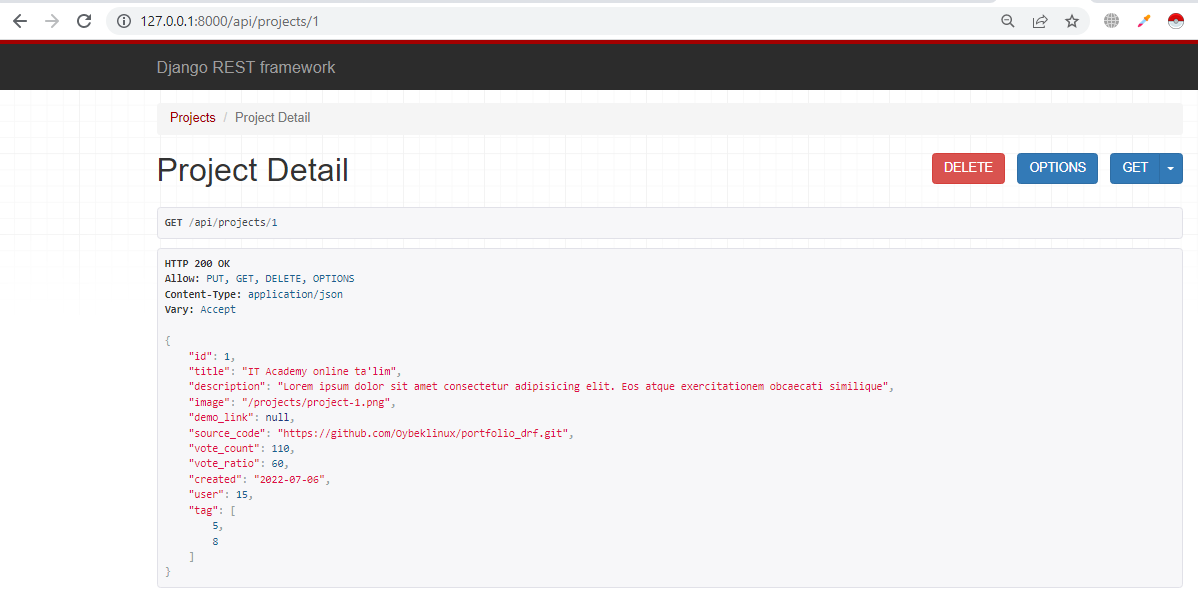 127.0.0.1:8000/api/projects/1
Django REST framework
Projects / Project Detail
Project Detail
DELETE
OPTIONS
GET
GET /api/projects/1
HTTP 200 OK
Allow: PUT, GET, DELETE, OPTIONS
Content-Type: application/json
Vary: Accept
{
"id": 1,
"title": "IT Academy online ta'lim",
"description": "Lorem ipsum dolor sit amet consectetur adipisicing elit. Eos atque exercitationem obcaecati similique",
"image": "/projects/project-1.png",
"demo_link": null,
"source_code": "https://github.com/Oybeklinux/portfolio_drf.git",
"vote_count": 110,
"vote_ratio": 60,
"created": "2022-07-06",
"user": 15,
"tag": [
5,
8
]
}